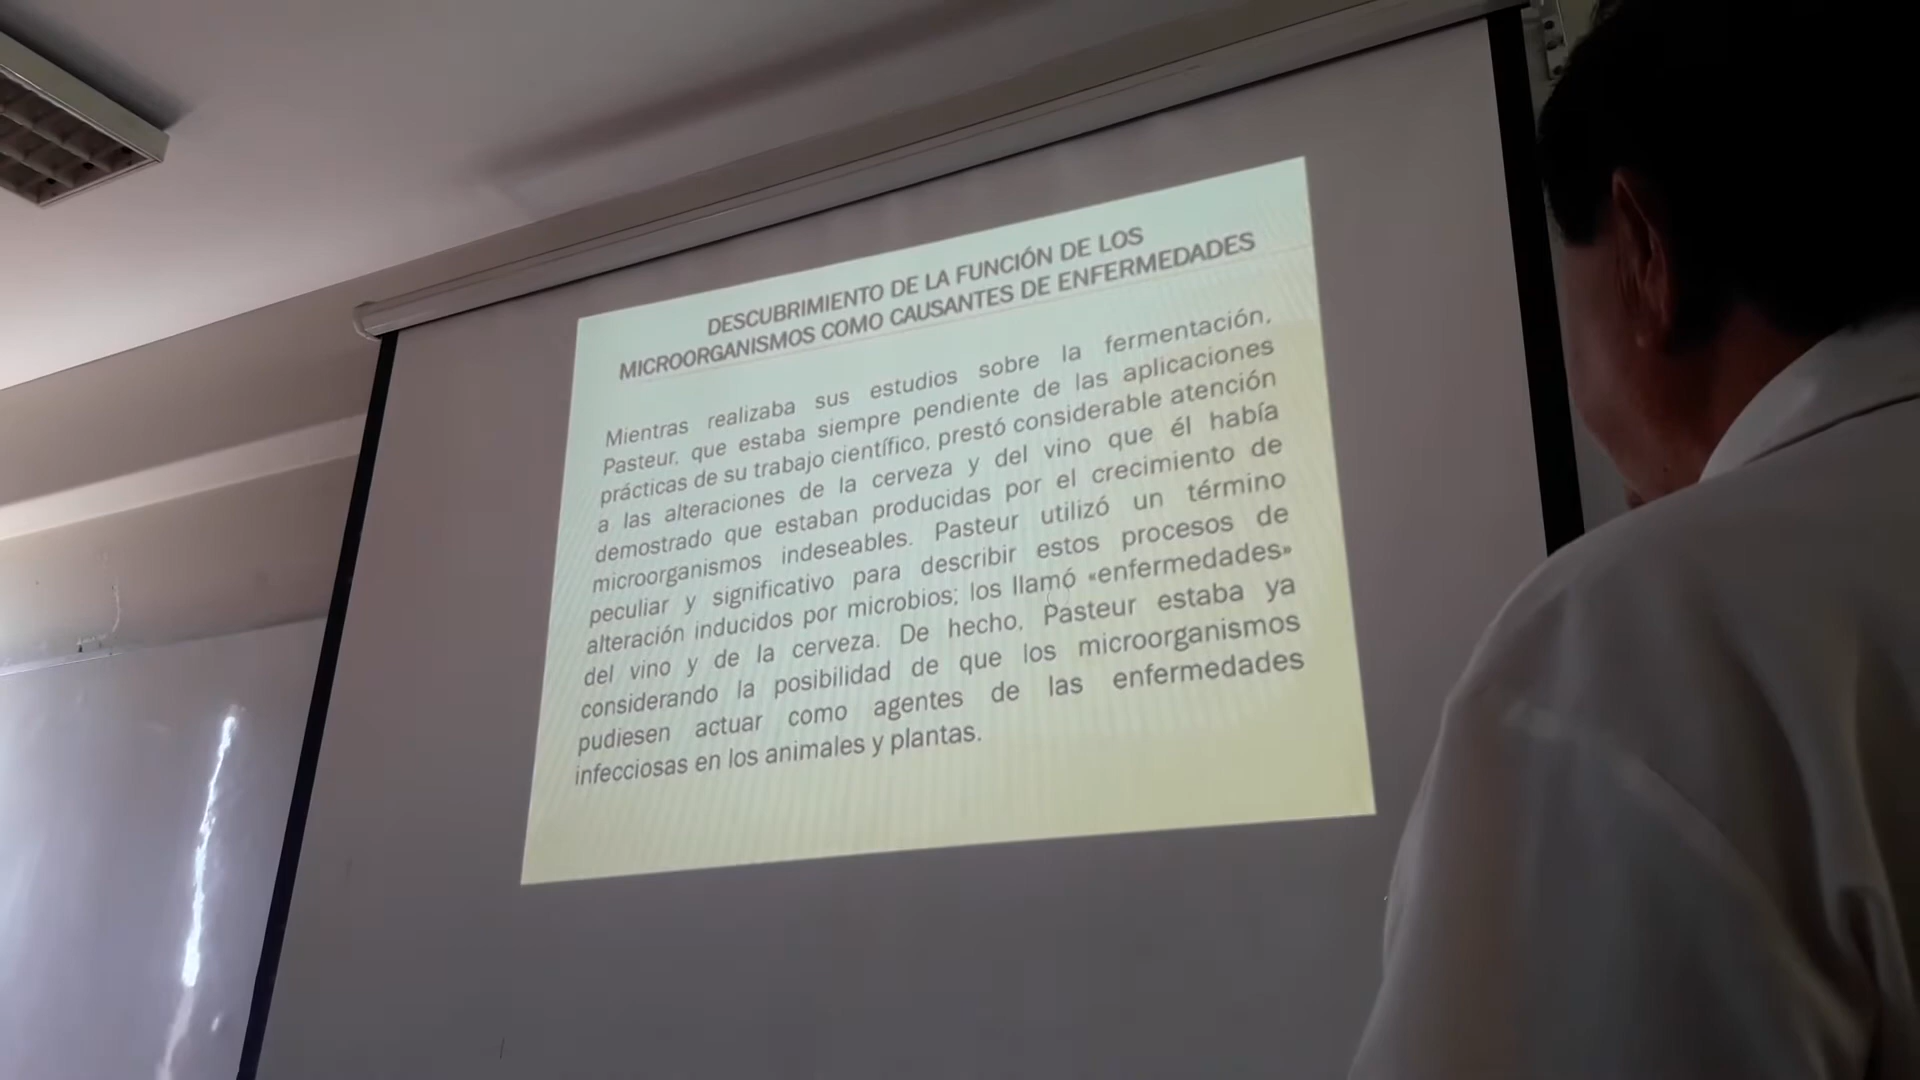 DESCUBRIMIENTO DE LA FUNCIÓN DE LOS
MICROORGANISMOS COMO CAUSANTES DE ENFERMEDADES
Mientras realizaba sus estudios sobre la fermentación,
Pasteur, que estaba siempre pendiente de las aplicaciones
prácticas de su trabajo científico, prestó considerable atención
a las alteraciones de la cerveza y del vino que él había
demostrado que estaban producidas por el crecimiento de
microorganismos indeseables. Pasteur utilizó un término
peculiar y significativo para describir estos procesos de
alteración inducidos por microbios; los llamó «enfermedades»
del vino y de la cerveza. De hecho, Pasteur estaba ya
considerando la posibilidad de que los microorganismos
pudiesen actuar como agentes de las enfermedades
infecciosas en los animales y plantas.